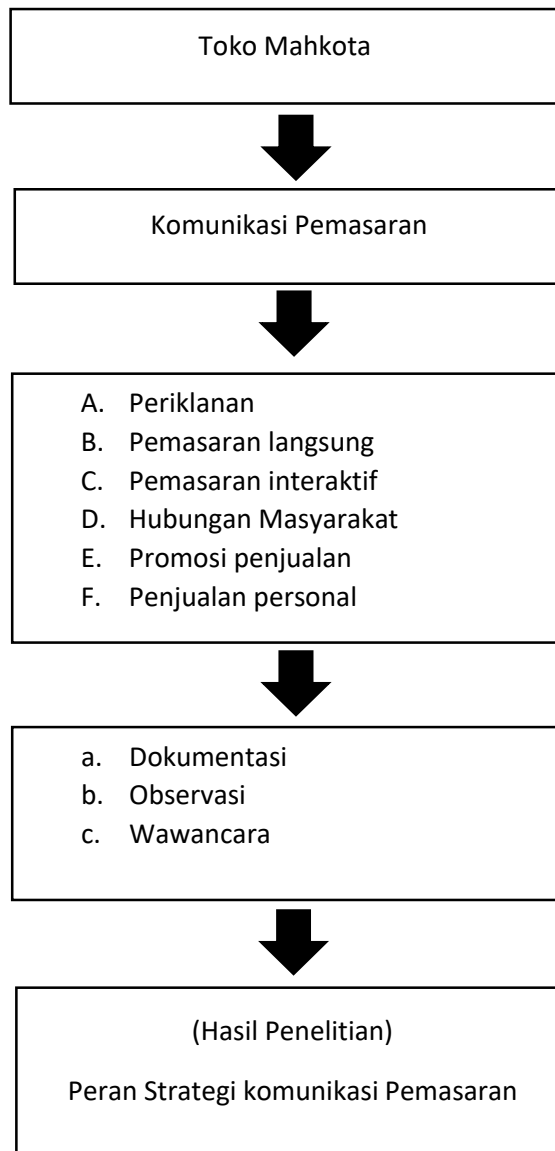 Toko Mahkota
Komunikasi Pemasaran
A. Periklanan
B. Pemasaran langsung
C. Pemasaran interaktif
D. Hubungan Masyarakat
E. Promosi penjualan
F. Penjualan personal
a. Dokumentasi
b. Observasi
c. Wawancara
(Hasil Penelitian)
Peran Strategi komunikasi Pemasaran